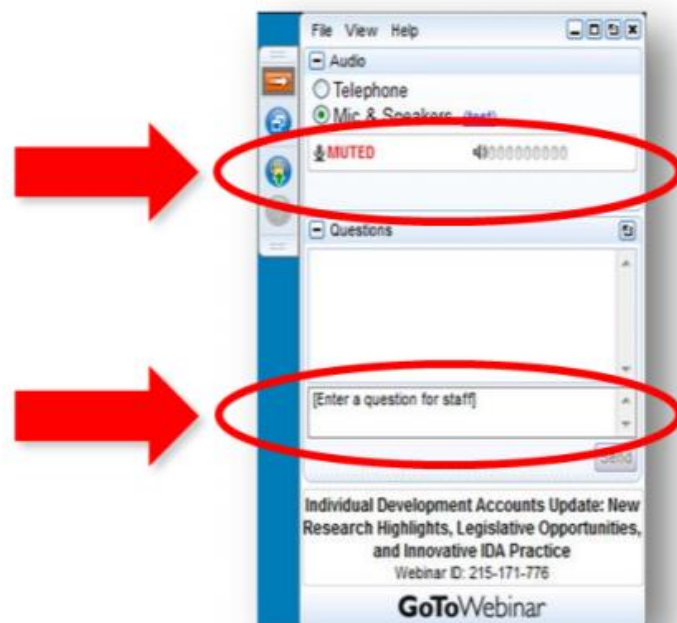 File View Help
Audio
Telephone
Mic & Speakers (test)
MUTED
Questions
[Enter a question for staff]
Send
Individual Development Accounts Update: New
Research Highlights, Legislative Opportunities,
and Innovative IDA Practice
Webinar ID: 215-171-776
GoToWebinar